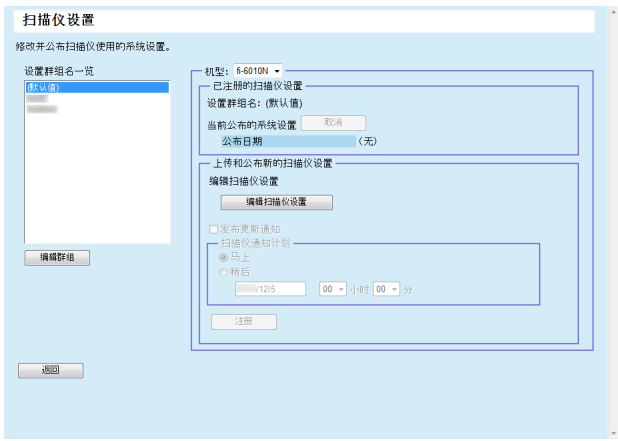 扫描仪设置
修改并公布扫描仪使用的系统设置。
设置群组名一览
(默认值)
编辑群组
机型: fi-6010N
已注册的扫描仪设置
设置群组名: (默认值)
当前公布的系统设置 取消
公布日期 (无)
上传和公布新的扫描仪设置
编辑扫描仪设置
编辑扫描仪设置
发布更新通知
扫描仪通知计划
马上
稍后
/12/5 00 小时 00 分
注册
返回